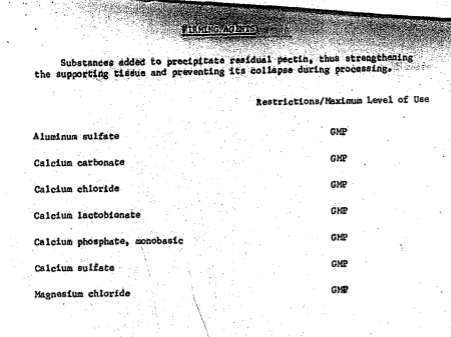 FIRMING AGENTS
Substances added to precipitate residual pectin, thus strengthening
the supporting tissue and preventing its collapse during processing.
Restrictions/Maximum Level of Use
Aluminum sulfate GMP
Calcium carbonate GMP
Calcium chloride GMP
Calcium lactobionate GMP
Calcium phosphate, monobasic GMP
Calcium sulfate GMP
Magnesium chloride GMP